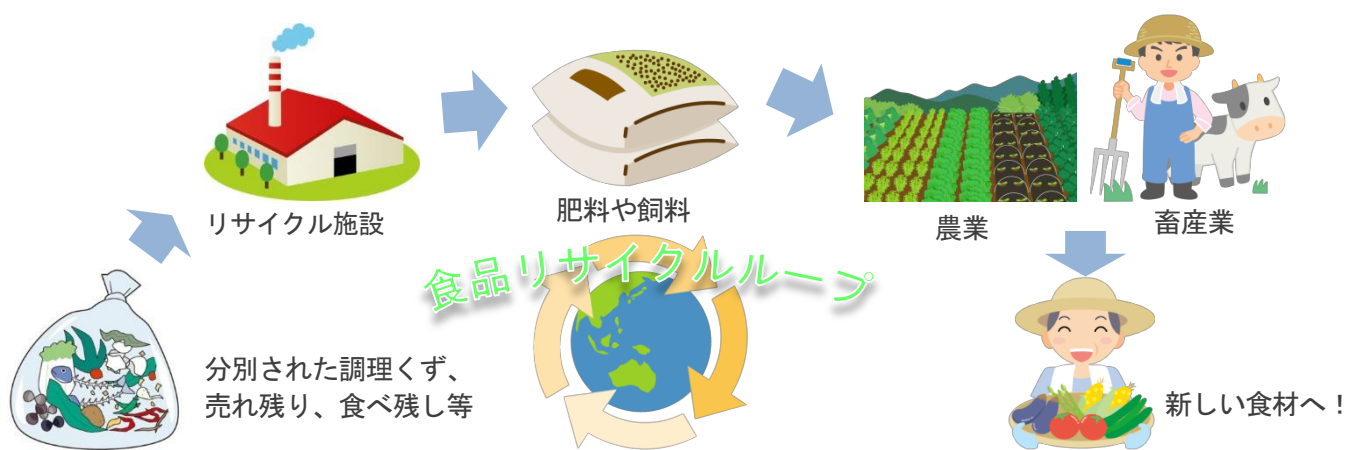 リサイクル施設
肥料や飼料
農業
畜産業
食品リサイクルループ
分別された調理くず、
売れ残り、食べ残し等
新しい食材へ！